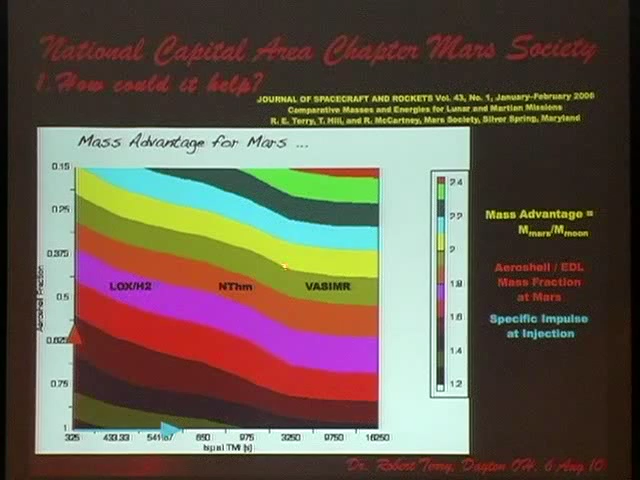 National Capital Area Chapter Mars Society
1. How could it help?
JOURNAL OF SPACECRAFT AND ROCKETS Vol. 43, No. 1, January–February 2006
Comparative Masses and Energies for Lunar and Martian Missions
R. E. Terry, T. Hill, and R. McCartney, Mars Society, Silver Spring, Maryland
Mass Advantage for Mars ...
0.15
0.25
0.375
0.5
0.625
0.75
1
Aeroshell Fraction
LOX/H2 NThm VASIMR
325 433.33 541.67 650 975 3250 9750 16250
Ispat TMI [s]
2.4
2.2
2
1.8
1.6
1.4
1.2
Mass Advantage =
Mmars/Mmoon
Aeroshell / EDL
Mass Fraction
at Mars
Specific Impulse
at Injection
Dr. Robert Terry, Dayton OH, 6 Aug 10